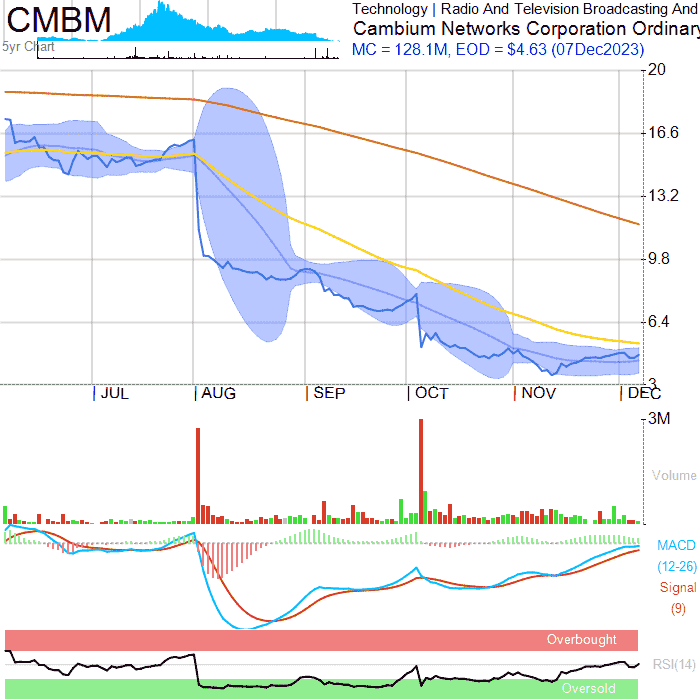 CMBM
5yr Chart
Technology | Radio And Television Broadcasting And
Cambium Networks Corporation Ordinary
MC = 128.1M, EOD = $4.63 (07Dec2023)
20
16.6
13.2
9.8
6.4
3
JUL
AUG
SEP
OCT
NOV
DEC
3M
Volume
MACD
(12-26)
Signal
(9)
Overbought
RSI(14)
Oversold